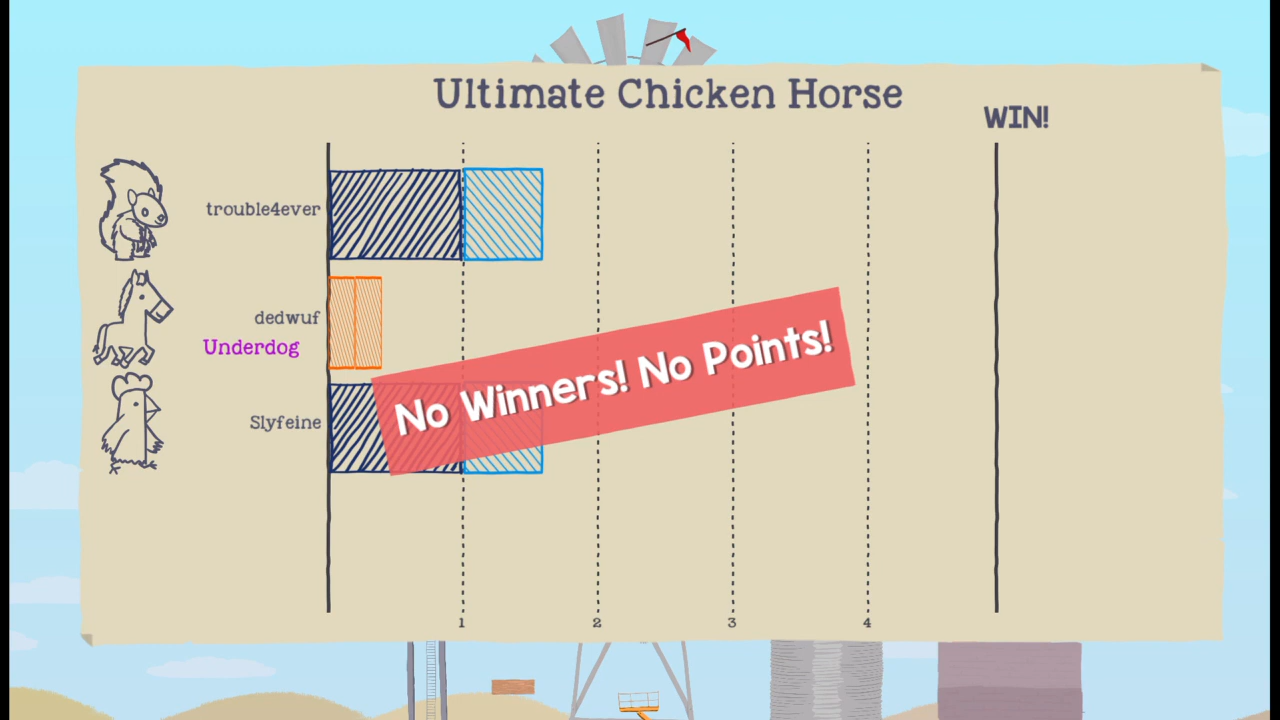 Ultimate Chicken Horse
WIN!
trouble4ever
dedwuf
Underdog
No Winners! No Points!
Slyfeine
1 2 3 4